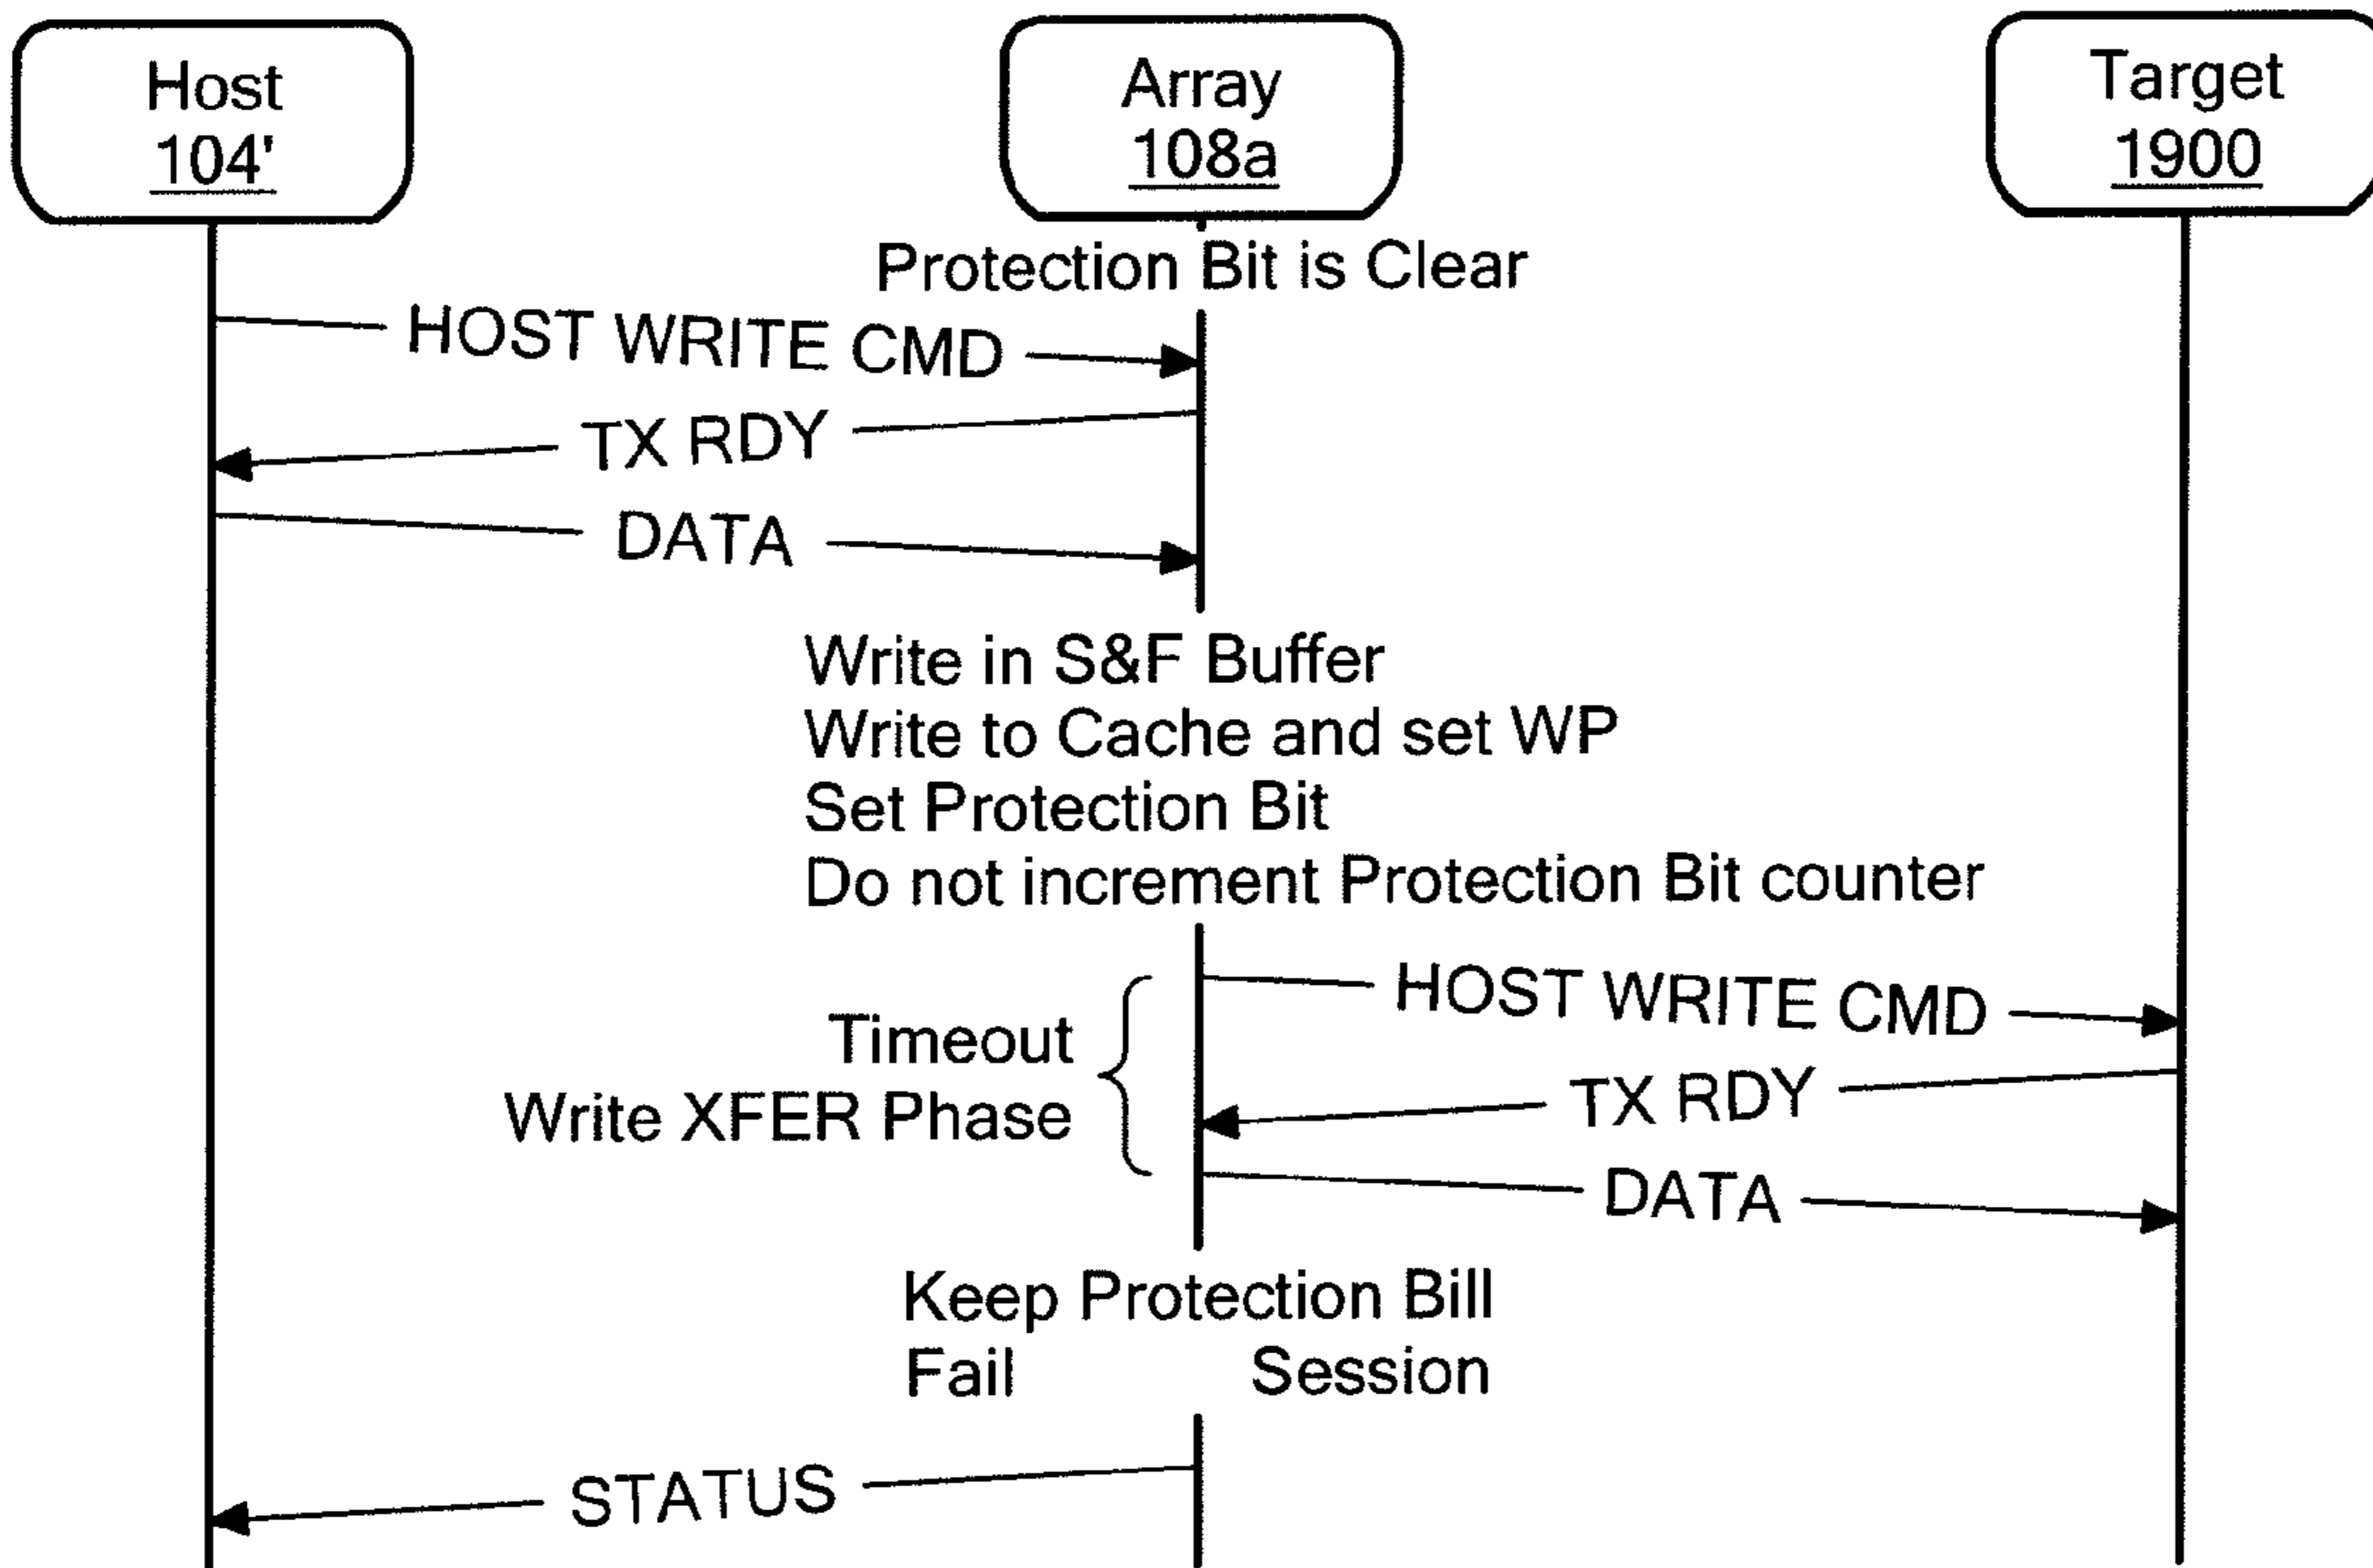 Host
104'
Array
108a
Target
1900
Protection Bit is Clear
HOST WRITE CMD
TX RDY
DATA
Write in S&F Buffer
Write to Cache and set WP
Set Protection Bit
Do not increment Protection Bit counter
HOST WRITE CMD
Timeout
Write XFER Phase
TX RDY
DATA
Keep Protection Bill
Fail Session
STATUS